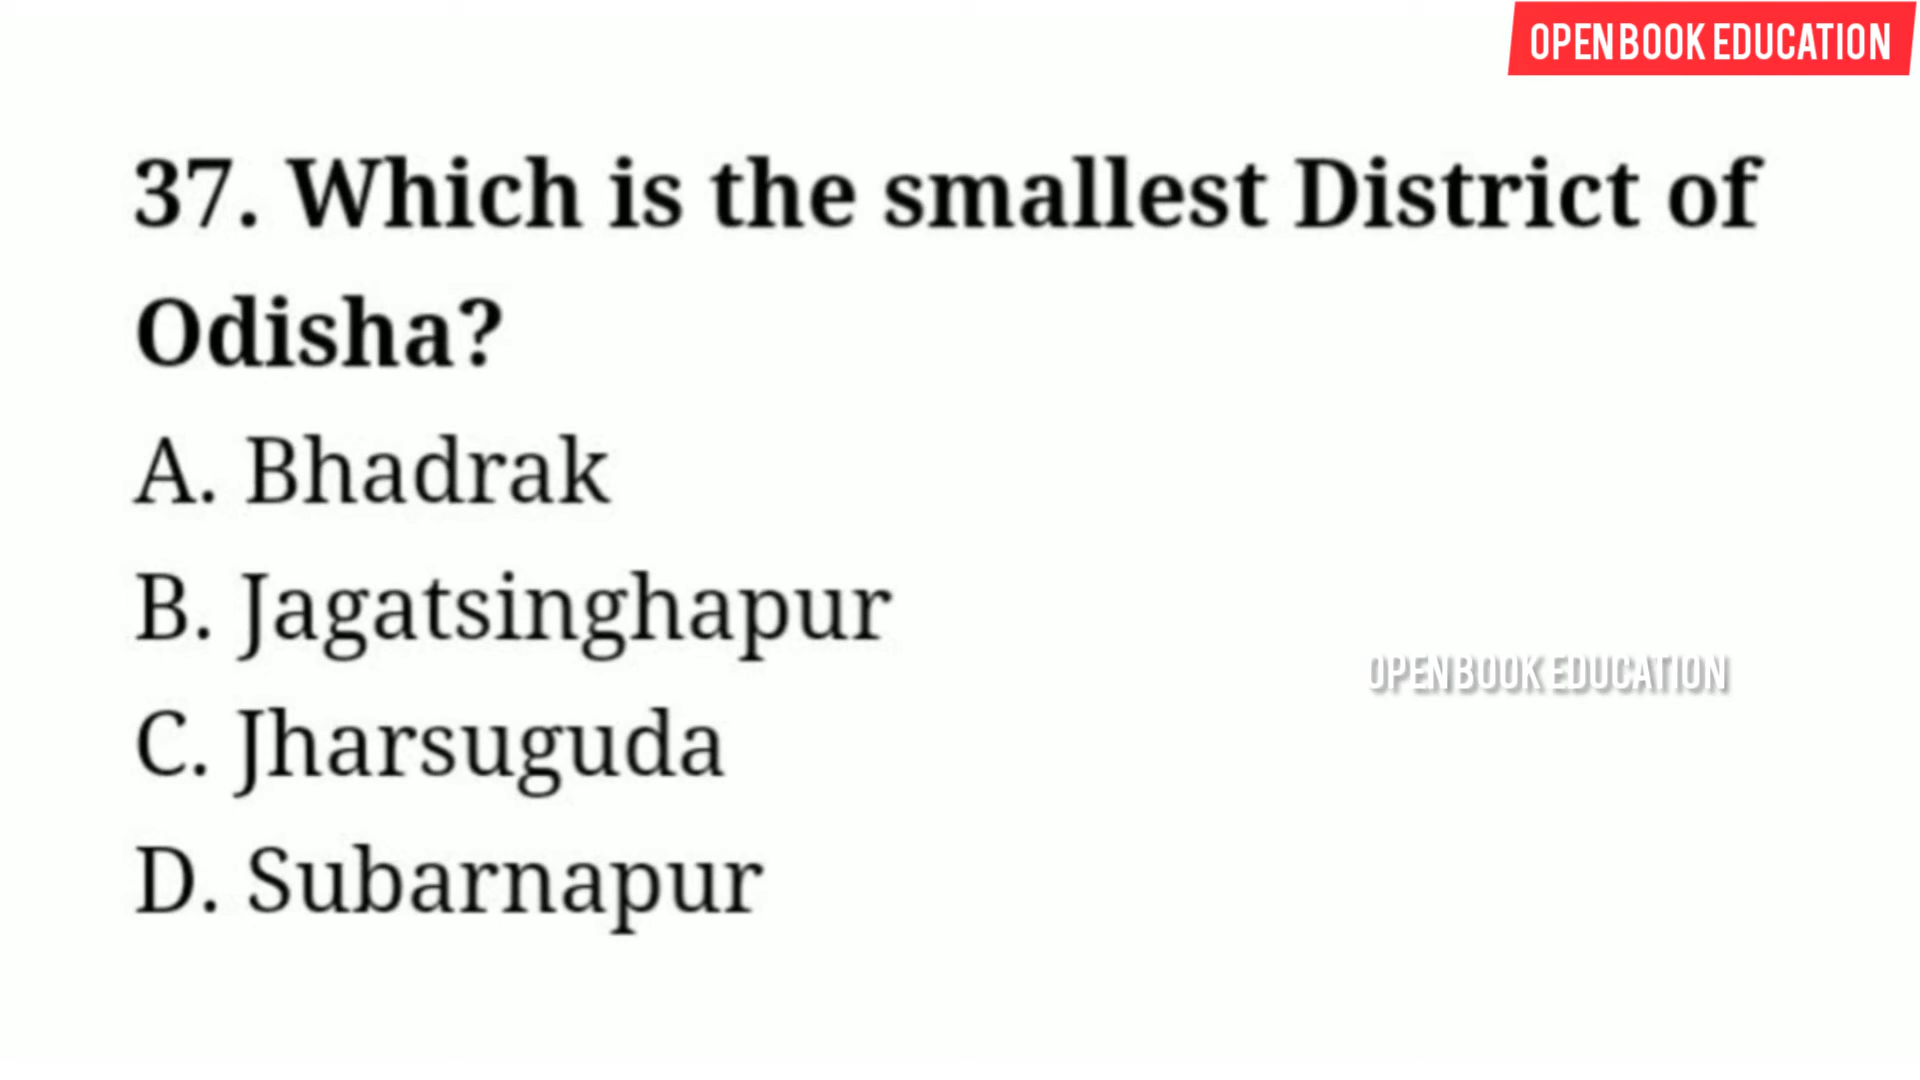 OPEN BOOK EDUCATION
37. Which is the smallest District of
Odisha?
A. Bhadrak
B. Jagatsinghapur
OPEN BOOK EDUCATION
C. Jharsuguda
D. Subarnapur